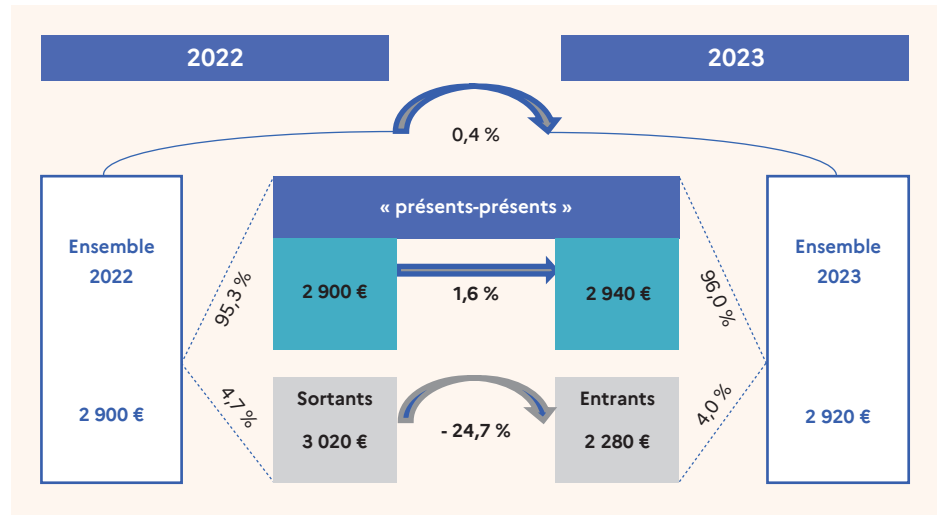 2022
2023
0,4 %
« présents-présents »
Ensemble
2022
2 900 €
95,3 %
4,7 %
2 900 €
1,6 %
2 940 €
Sortants
3 020 €
- 24,7 %
Entrants
2 280 €
96,0 %
4,0 %
Ensemble
2023
2 920 €